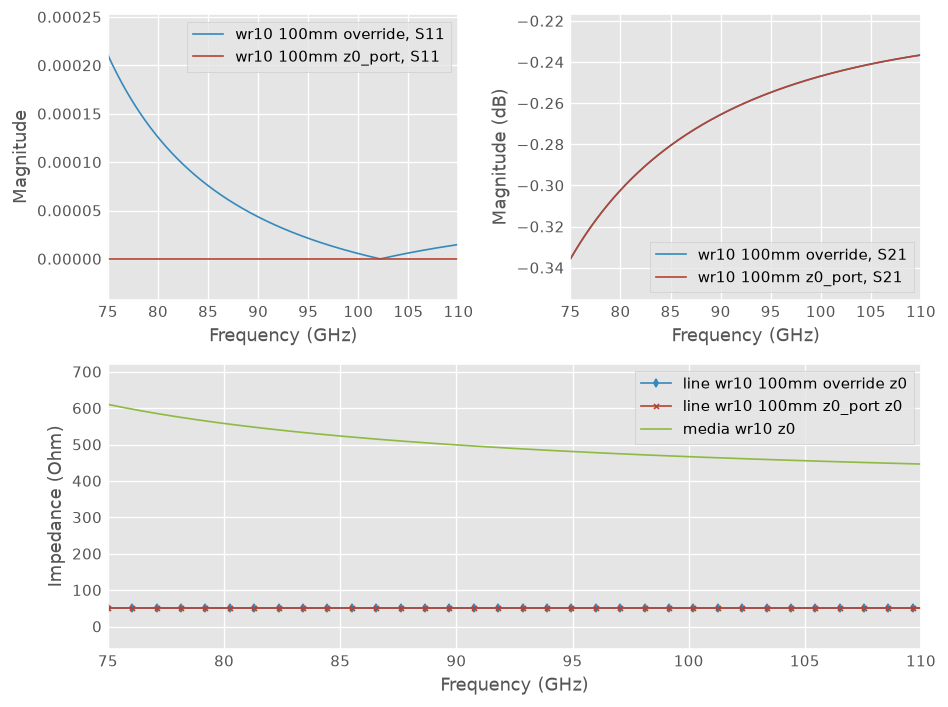 0.00025
0.00020
0.00015
0.00010
0.00005
0.00000
Magnitude
wr10 100mm override, S11
wr10 100mm z0_port, S11
75 80 85 90 95 100 105 110
Frequency (GHz)
−0.22
−0.24
−0.26
−0.28
−0.30
−0.32
−0.34
Magnitude (dB)
wr10 100mm override, S21
wr10 100mm z0_port, S21
75 80 85 90 95 100 105 110
Frequency (GHz)
700
600
500
400
300
200
100
0
Impedance (Ohm)
line wr10 100mm override z0
line wr10 100mm z0_port z0
media wr10 z0
75 80 85 90 95 100 105 110
Frequency (GHz)